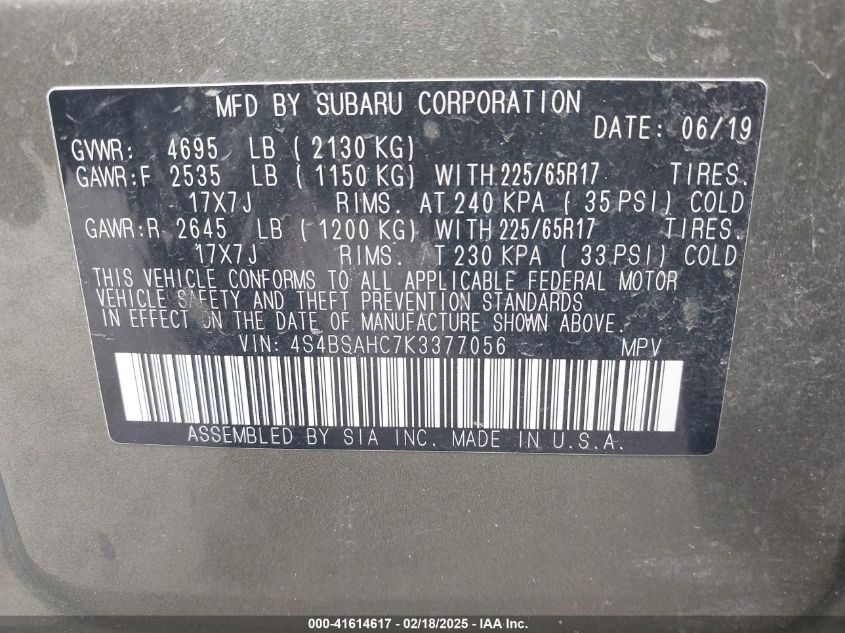 MFD BY SUBARU CORPORATION
DATE: 06/19
GVWR: 4695 LB ( 2130 KG)
GAWR:F 2535 LB ( 1150 KG) WITH 225/65R17 TIRES.
17X7J RIMS. AT 240 KPA ( 35 PSI) COLD
GAWR:R 2645 LB ( 1200 KG) WITH 225/65R17 TIRES.
17X7J RIMS. T 230 KPA ( 33 PSI) COLD
THIS VEHICLE CONFORMS TO ALL APPLICABLE FEDERAL MOTOR
VEHICLE SAFETY AND THEFT PREVENTION STANDARDS
IN EFFECT ON THE DATE OF MANUFACTURE SHOWN ABOVE.
VIN: 4S4BSAHC7K3377056 MPV
ASSEMBLED BY SIA INC. MADE IN U.S.A.
000-41614617 - 02/18/2025 - IAA Inc.